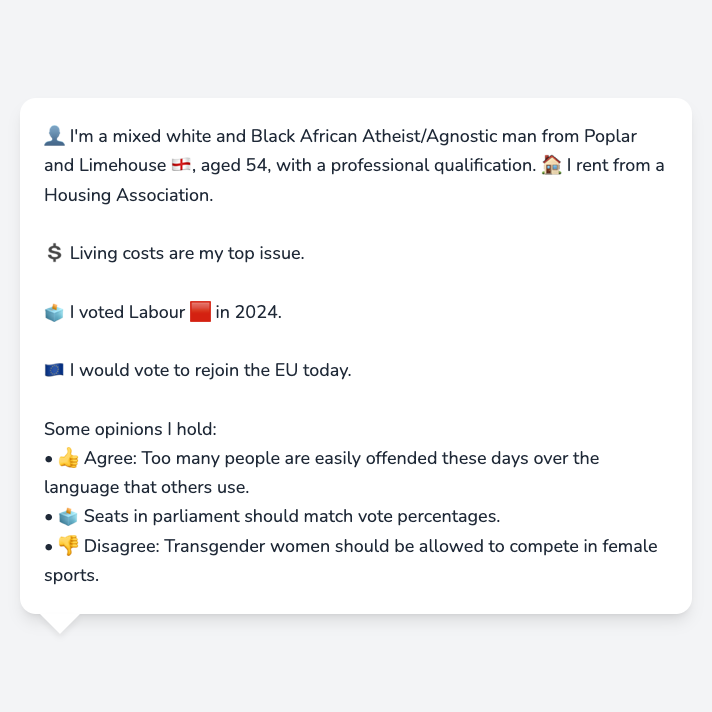 👤 I'm a mixed white and Black African Atheist/Agnostic man from Poplar
and Limehouse 🏴󠁧󠁢󠁥󠁮󠁧󠁿, aged 54, with a professional qualification. 🏠 I rent from a
Housing Association.
💲 Living costs are my top issue.
🗳️ I voted Labour 🟥 in 2024.
🇪🇺 I would vote to rejoin the EU today.
Some opinions I hold:
• 👍 Agree: Too many people are easily offended these days over the
language that others use.
• 🗳️ Seats in parliament should match vote percentages.
• 👎 Disagree: Transgender women should be allowed to compete in female
sports.